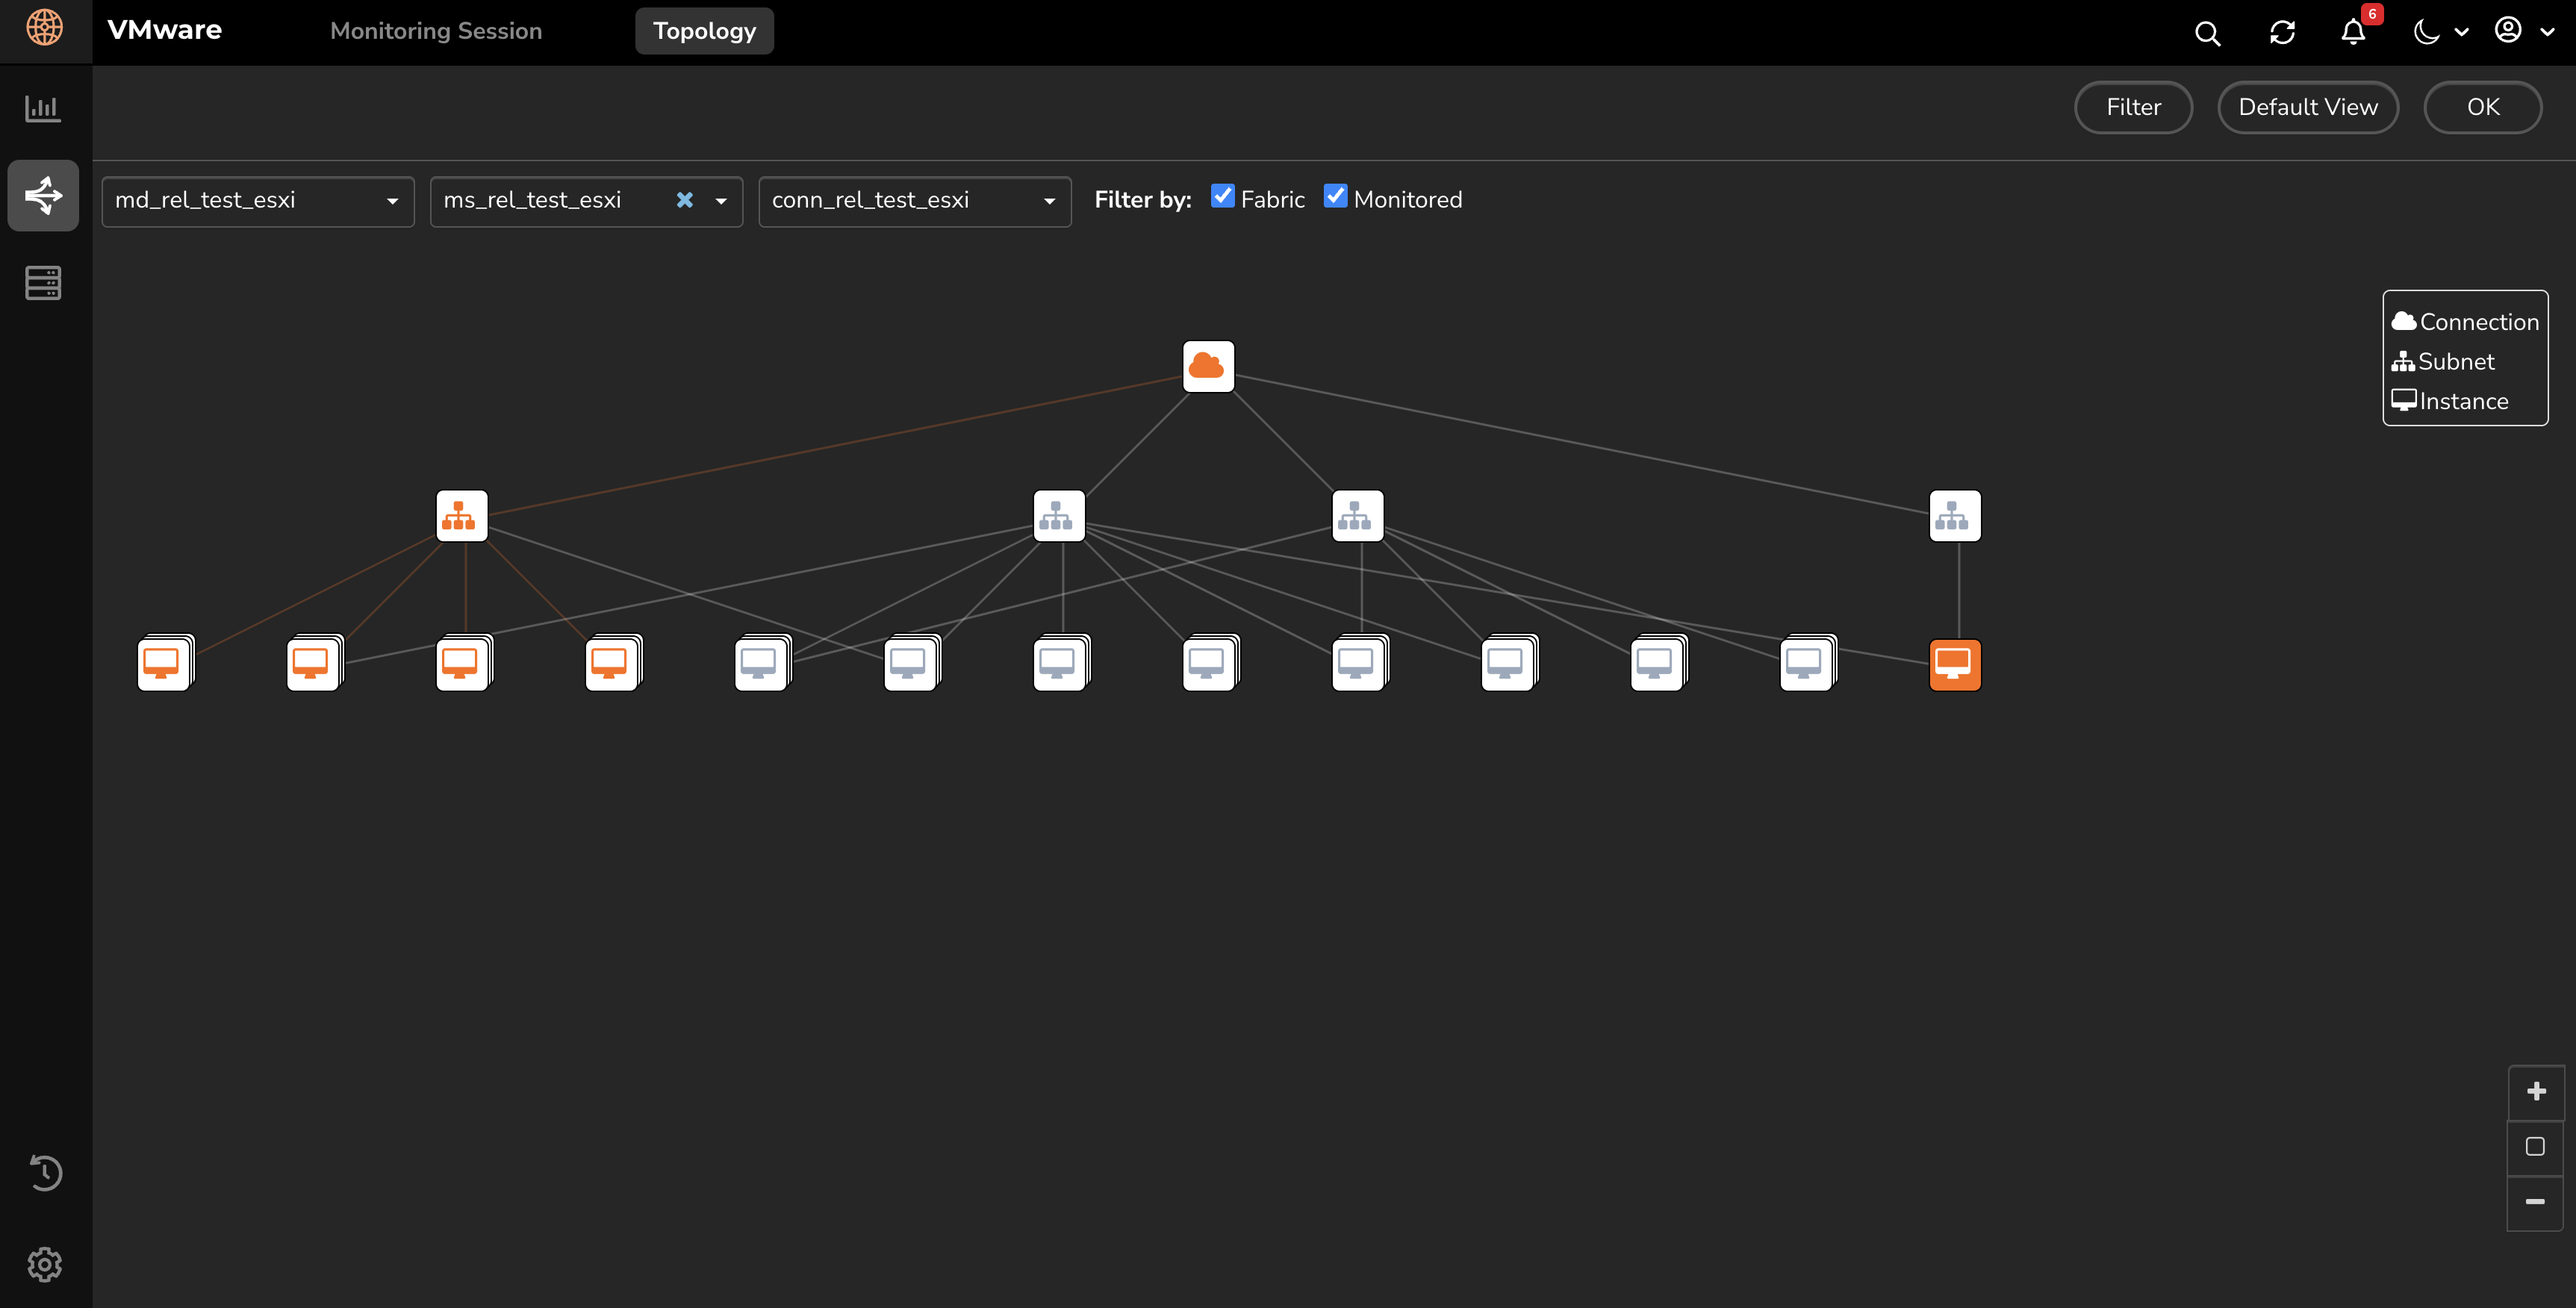 VMware Monitoring Session Topology 6
Filter Default View OK
md_rel_test_esxi ms_rel_test_esxi conn_rel_test_esxi Filter by: Fabric Monitored
Connection
Subnet
Instance